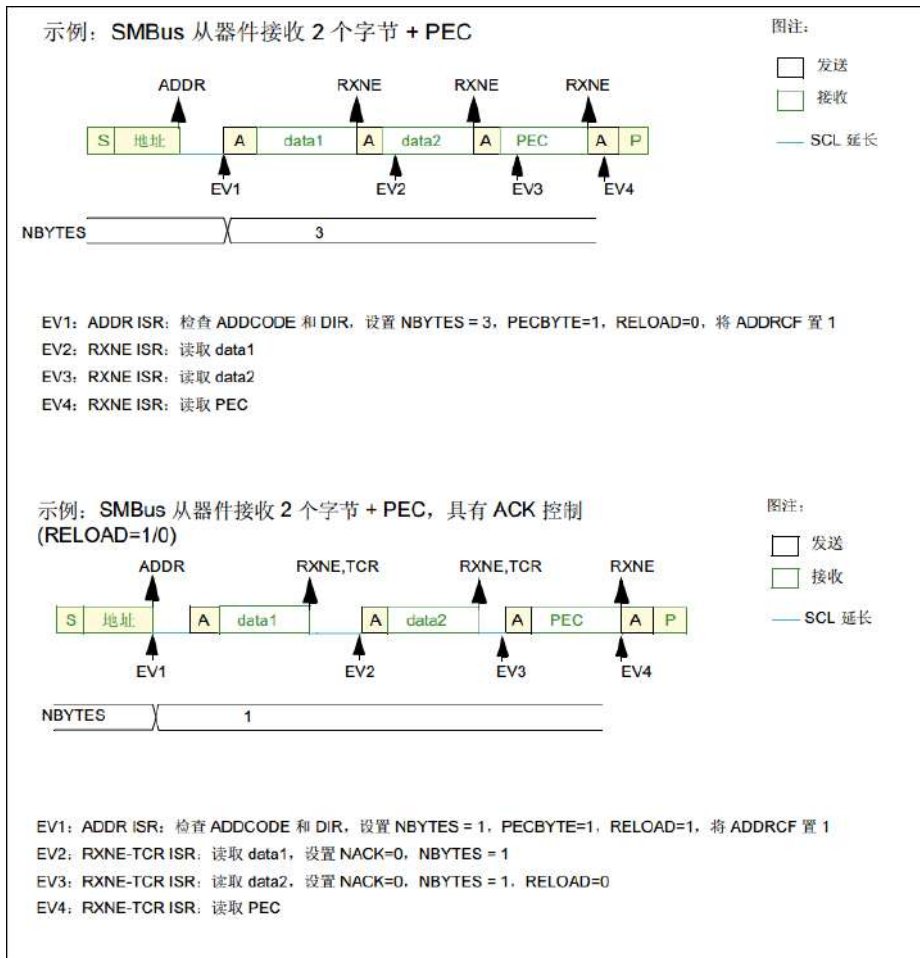 示例：SMBus 从器件接收 2 个字节 + PEC
图注：
发送
接收
SCL 延长
ADDR RXNE RXNE RXNE
S 地址 A data1 A data2 A PEC A P
EV1 EV2 EV3 EV4
NBYTES 3
EV1：ADDR ISR：检查 ADDCODE 和 DIR，设置 NBYTES = 3，PECBYTE=1，RELOAD=0，将 ADDRCF 置 1
EV2：RXNE ISR：读取 data1
EV3：RXNE ISR：读取 data2
EV4：RXNE ISR：读取 PEC
示例：SMBus 从器件接收 2 个字节 + PEC，具有 ACK 控制
(RELOAD=1/0)
图注：
发送
接收
SCL 延长
ADDR RXNE,TCR RXNE,TCR RXNE
S 地址 A data1 A data2 A PEC A P
EV1 EV2 EV3 EV4
NBYTES 1
EV1：ADDR ISR：检查 ADDCODE 和 DIR，设置 NBYTES = 1，PECBYTE=1，RELOAD=1，将 ADDRCF 置 1
EV2：RXNE-TCR ISR：读取 data1，设置 NACK=0，NBYTES = 1
EV3：RXNE-TCR ISR：读取 data2，设置 NACK=0，NBYTES = 1，RELOAD=0
EV4：RXNE-TCR ISR：读取 PEC